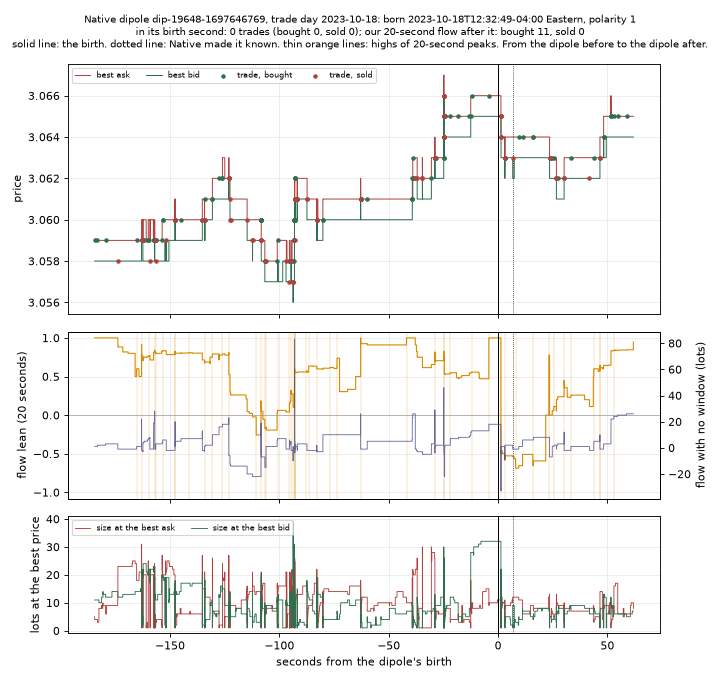 Native dipole dip-19648-1697646769, trade day 2023-10-18: born 2023-10-18T12:32:49-04:00 Eastern, polarity 1
in its birth second: 0 trades (bought 0, sold 0); our 20-second flow after it: bought 11, sold 0
solid line: the birth. dotted line: Native made it known. thin orange lines: highs of 20-second peaks. From the dipole before to the dipole after.
best ask best bid trade, bought trade, sold
3.066
3.064
3.062
3.060
3.058
3.056
price
1.0
0.5
0.0
−0.5
−1.0
flow lean (20 seconds)
80
60
40
20
0
−20
flow with no window (lots)
size at the best ask size at the best bid
40
30
20
10
0
lots at the best price
−150 −100 −50 0 50
seconds from the dipole's birth